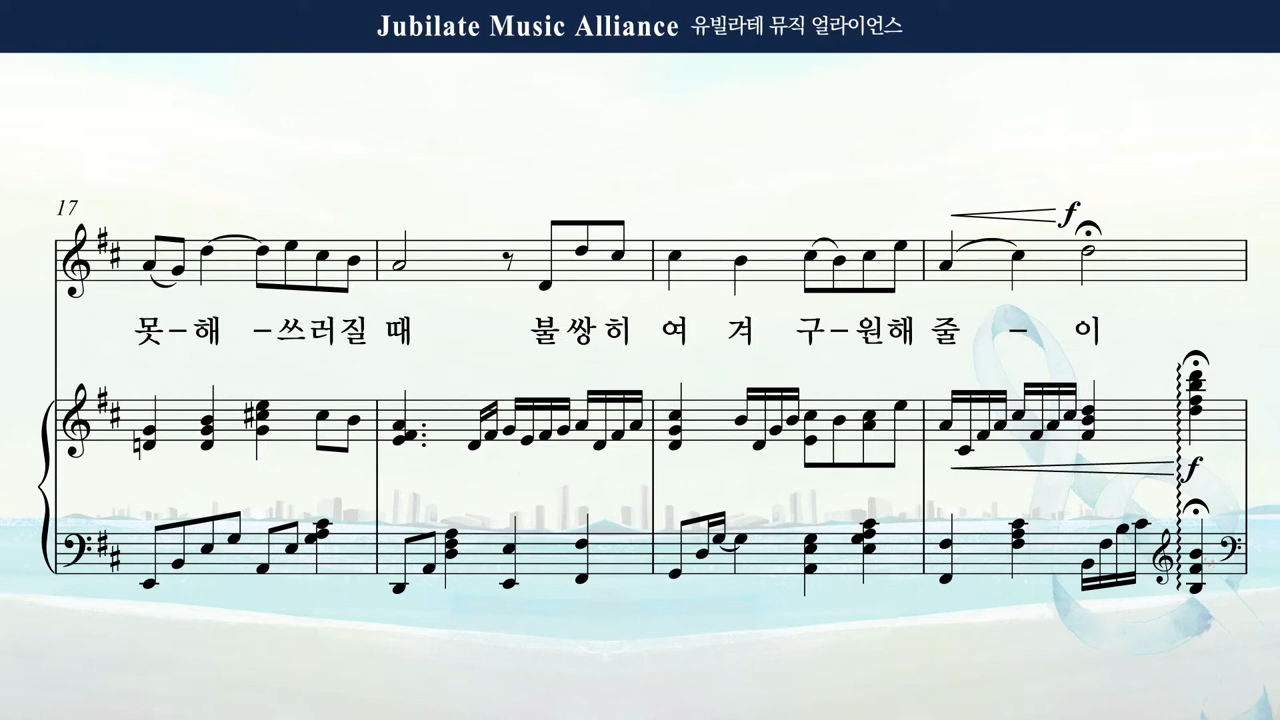 Jubilate Music Alliance 유빌라테 뮤직 얼라이언스
17
f
못-해 -쓰러질 때 불쌍히 여 겨 구-원해 줄 - 이
f